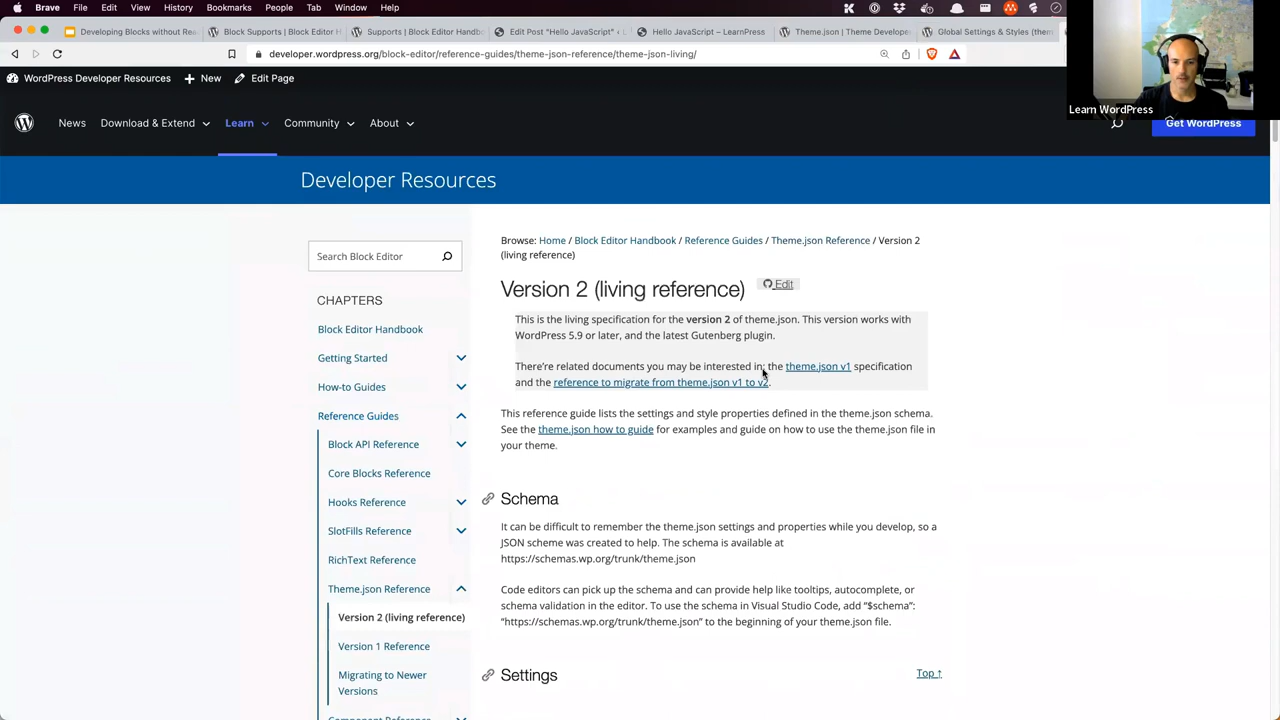 Brave File Edit View History Bookmarks People Tab Window Help
Developing Blocks without Rea
Block Supports | Block Editor H
Supports | Block Editor Handb
Edit Post "Hello JavaScript" ‹ L
Hello JavaScript – LearnPress
Theme.json | Theme Develope
Global Settings & Styles (them
developer.wordpress.org/block-editor/reference-guides/theme-json-reference/theme-json-living/
Learn WordPress
WordPress Developer Resources New Edit Page
News Download & Extend Learn Community About Get WordPress
Developer Resources
Search Block Editor
CHAPTERS
Block Editor Handbook
Getting Started
How-to Guides
Reference Guides
Block API Reference
Core Blocks Reference
Hooks Reference
SlotFills Reference
RichText Reference
Theme.json Reference
Version 2 (living reference)
Version 1 Reference
Migrating to Newer
Versions
Browse: Home / Block Editor Handbook / Reference Guides / Theme.json Reference / Version 2
(living reference)
Version 2 (living reference) Edit
This is the living specification for the version 2 of theme.json. This version works with
WordPress 5.9 or later, and the latest Gutenberg plugin.
There're related documents you may be interested in: the theme.json v1 specification
and the reference to migrate from theme.json v1 to v2.
This reference guide lists the settings and style properties defined in the theme.json schema.
See the theme.json how to guide for examples and guide on how to use the theme.json file in
your theme.
Schema
It can be difficult to remember the theme.json settings and properties while you develop, so a
JSON scheme was created to help. The schema is available at
https://schemas.wp.org/trunk/theme.json
Code editors can pick up the schema and can provide help like tooltips, autocomplete, or
schema validation in the editor. To use the schema in Visual Studio Code, add “$schema”:
“https://schemas.wp.org/trunk/theme.json” to the beginning of your theme.json file.
Settings Top ↑